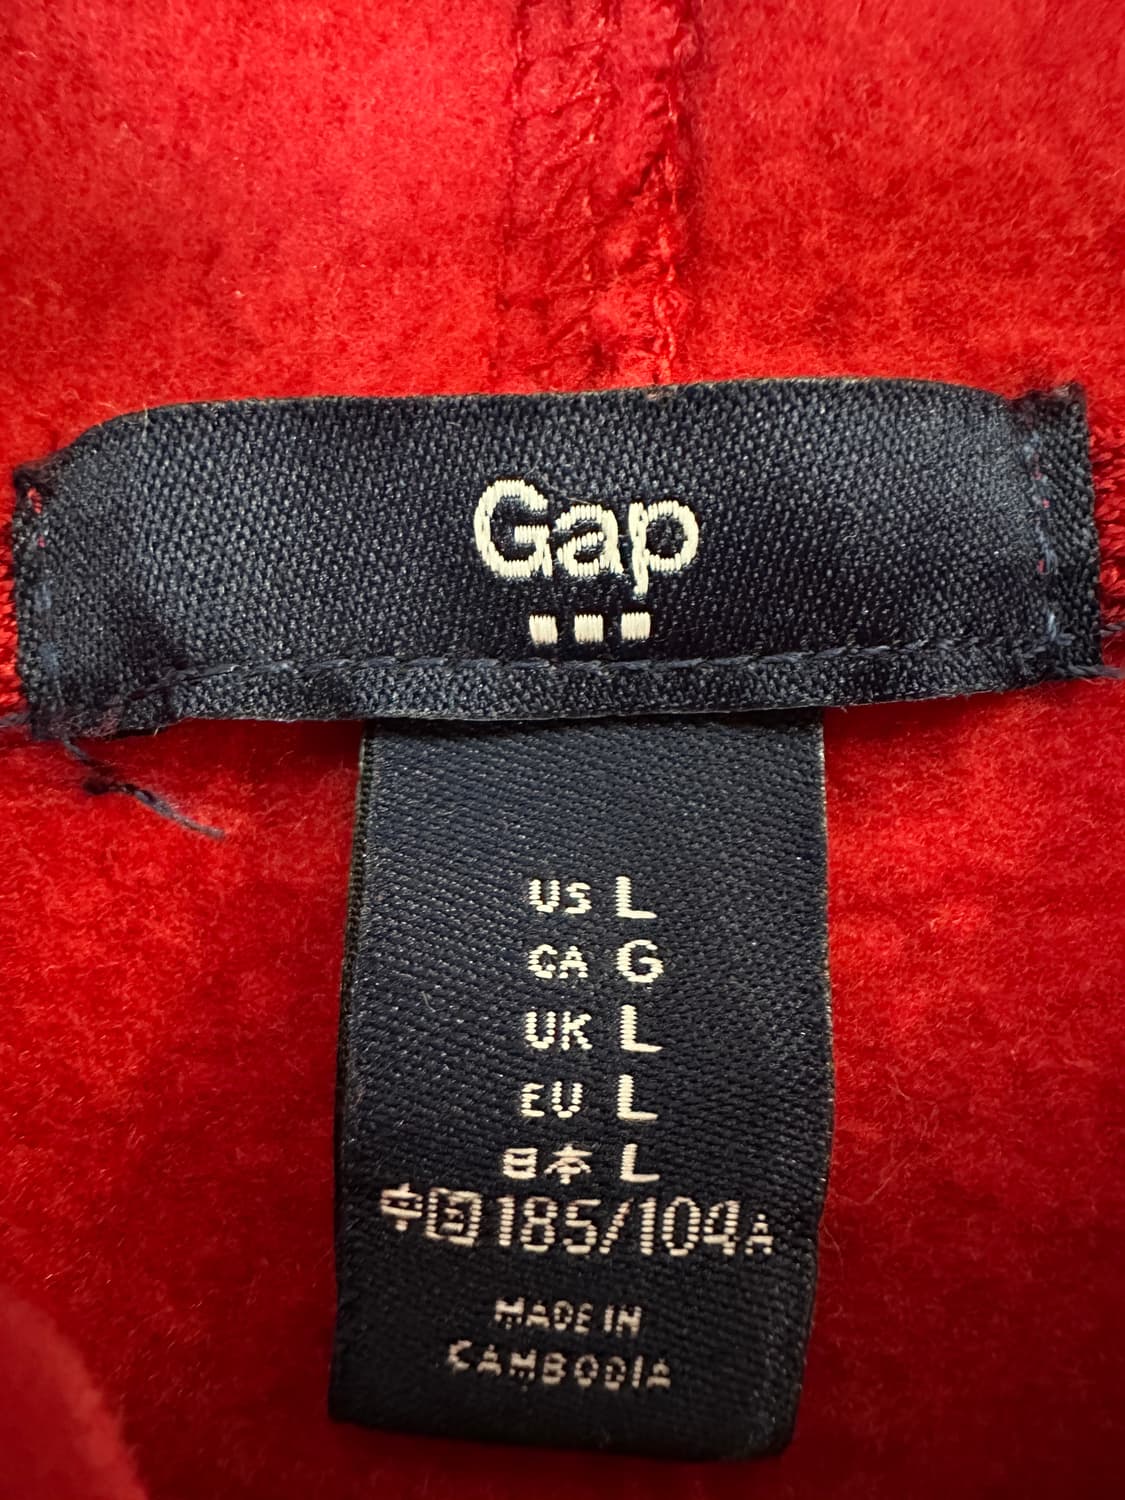 Gap
US L
CA G
UK L
EU L
日本 L
中国 185/104A
MADE IN
CAMBODIA